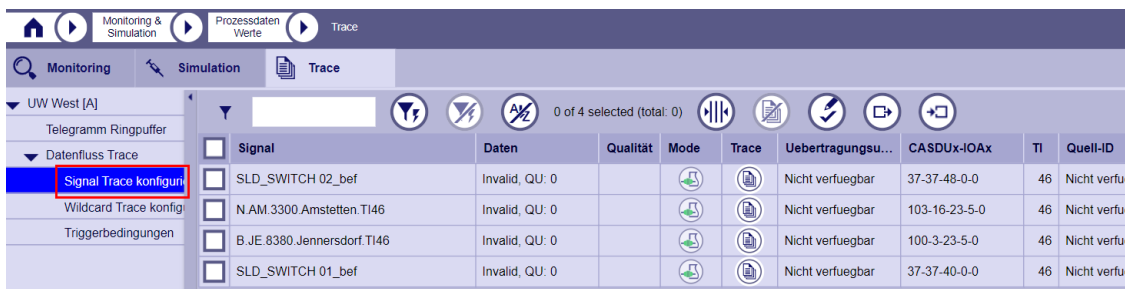 Monitoring &
Simulation
Prozessdaten
Werte
Trace
Monitoring
Simulation
Trace
UW West [A]
Telegramm Ringpuffer
Datenfluss Trace
Signal Trace konfigurie
Wildcard Trace konfigu
Triggerbedingungen
A/Z
0 of 4 selected (total: 0)
Signal Daten Qualität Mode Trace Uebertragungsu... CASDUx-IOAx TI Quell-ID
SLD_SWITCH 02_bef Invalid, QU: 0 Nicht verfuegbar 37-37-48-0-0 46 Nicht verfu
N.AM.3300.Amstetten.TI46 Invalid, QU: 0 Nicht verfuegbar 103-16-23-5-0 46 Nicht verfu
B.JE.8380.Jennersdorf.TI46 Invalid, QU: 0 Nicht verfuegbar 100-3-23-5-0 46 Nicht verfu
SLD_SWITCH 01_bef Invalid, QU: 0 Nicht verfuegbar 37-37-40-0-0 46 Nicht verfu